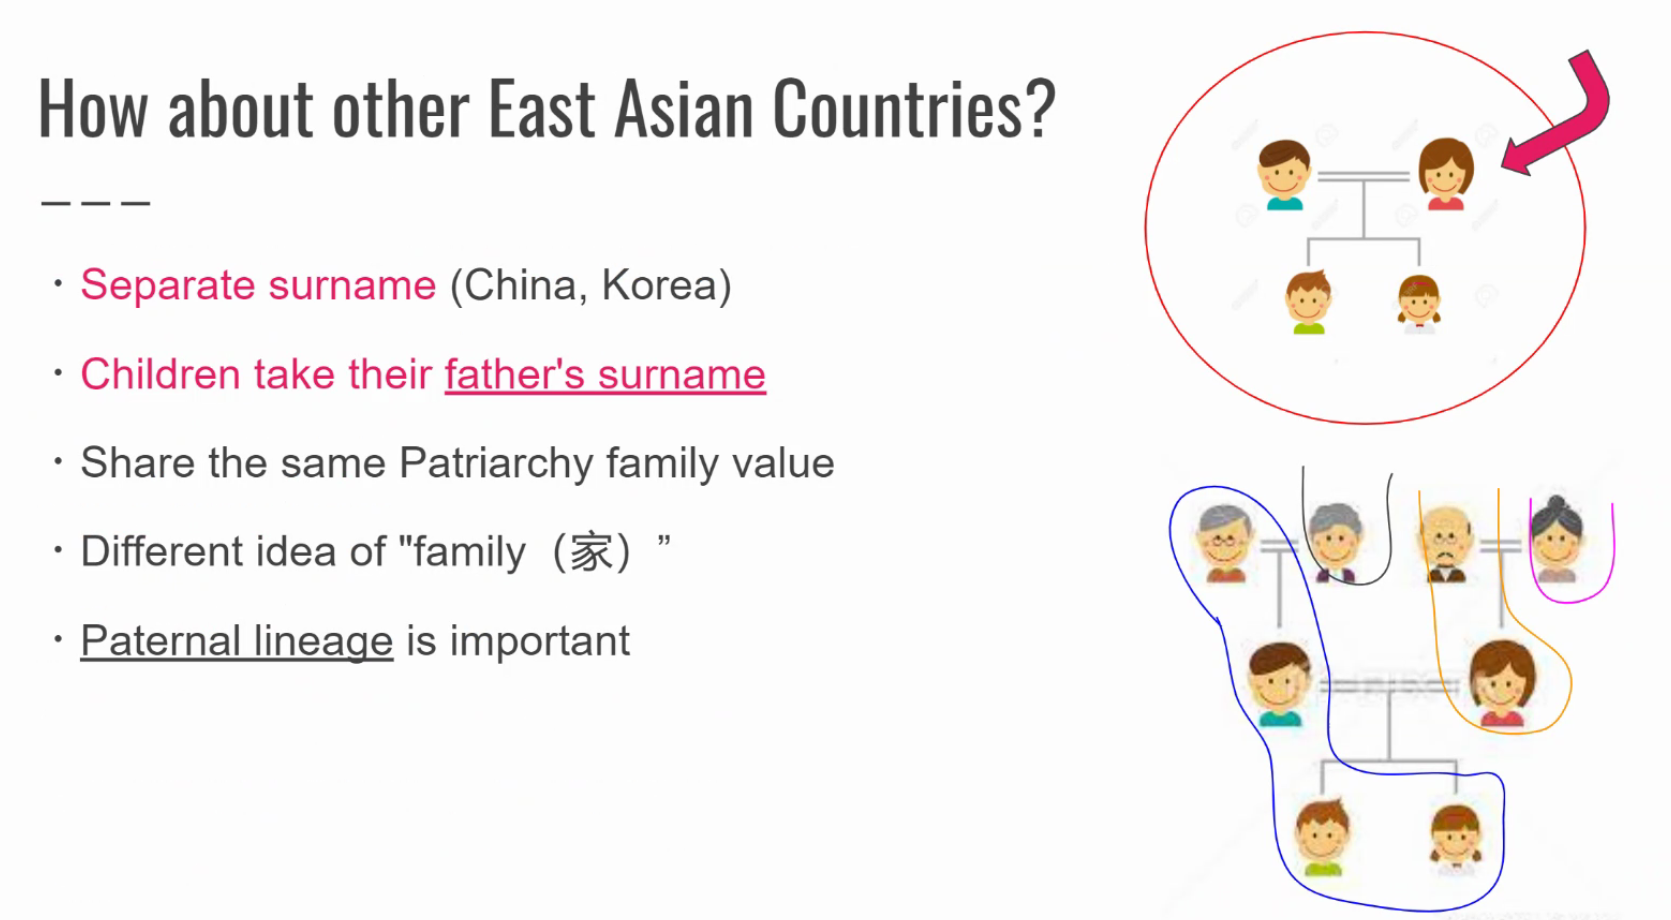 How about other East Asian Countries?
・Separate surname (China, Korea)
・Children take their father's surname
・Share the same Patriarchy family value
・Different idea of "family（家）”
・Paternal lineage is important